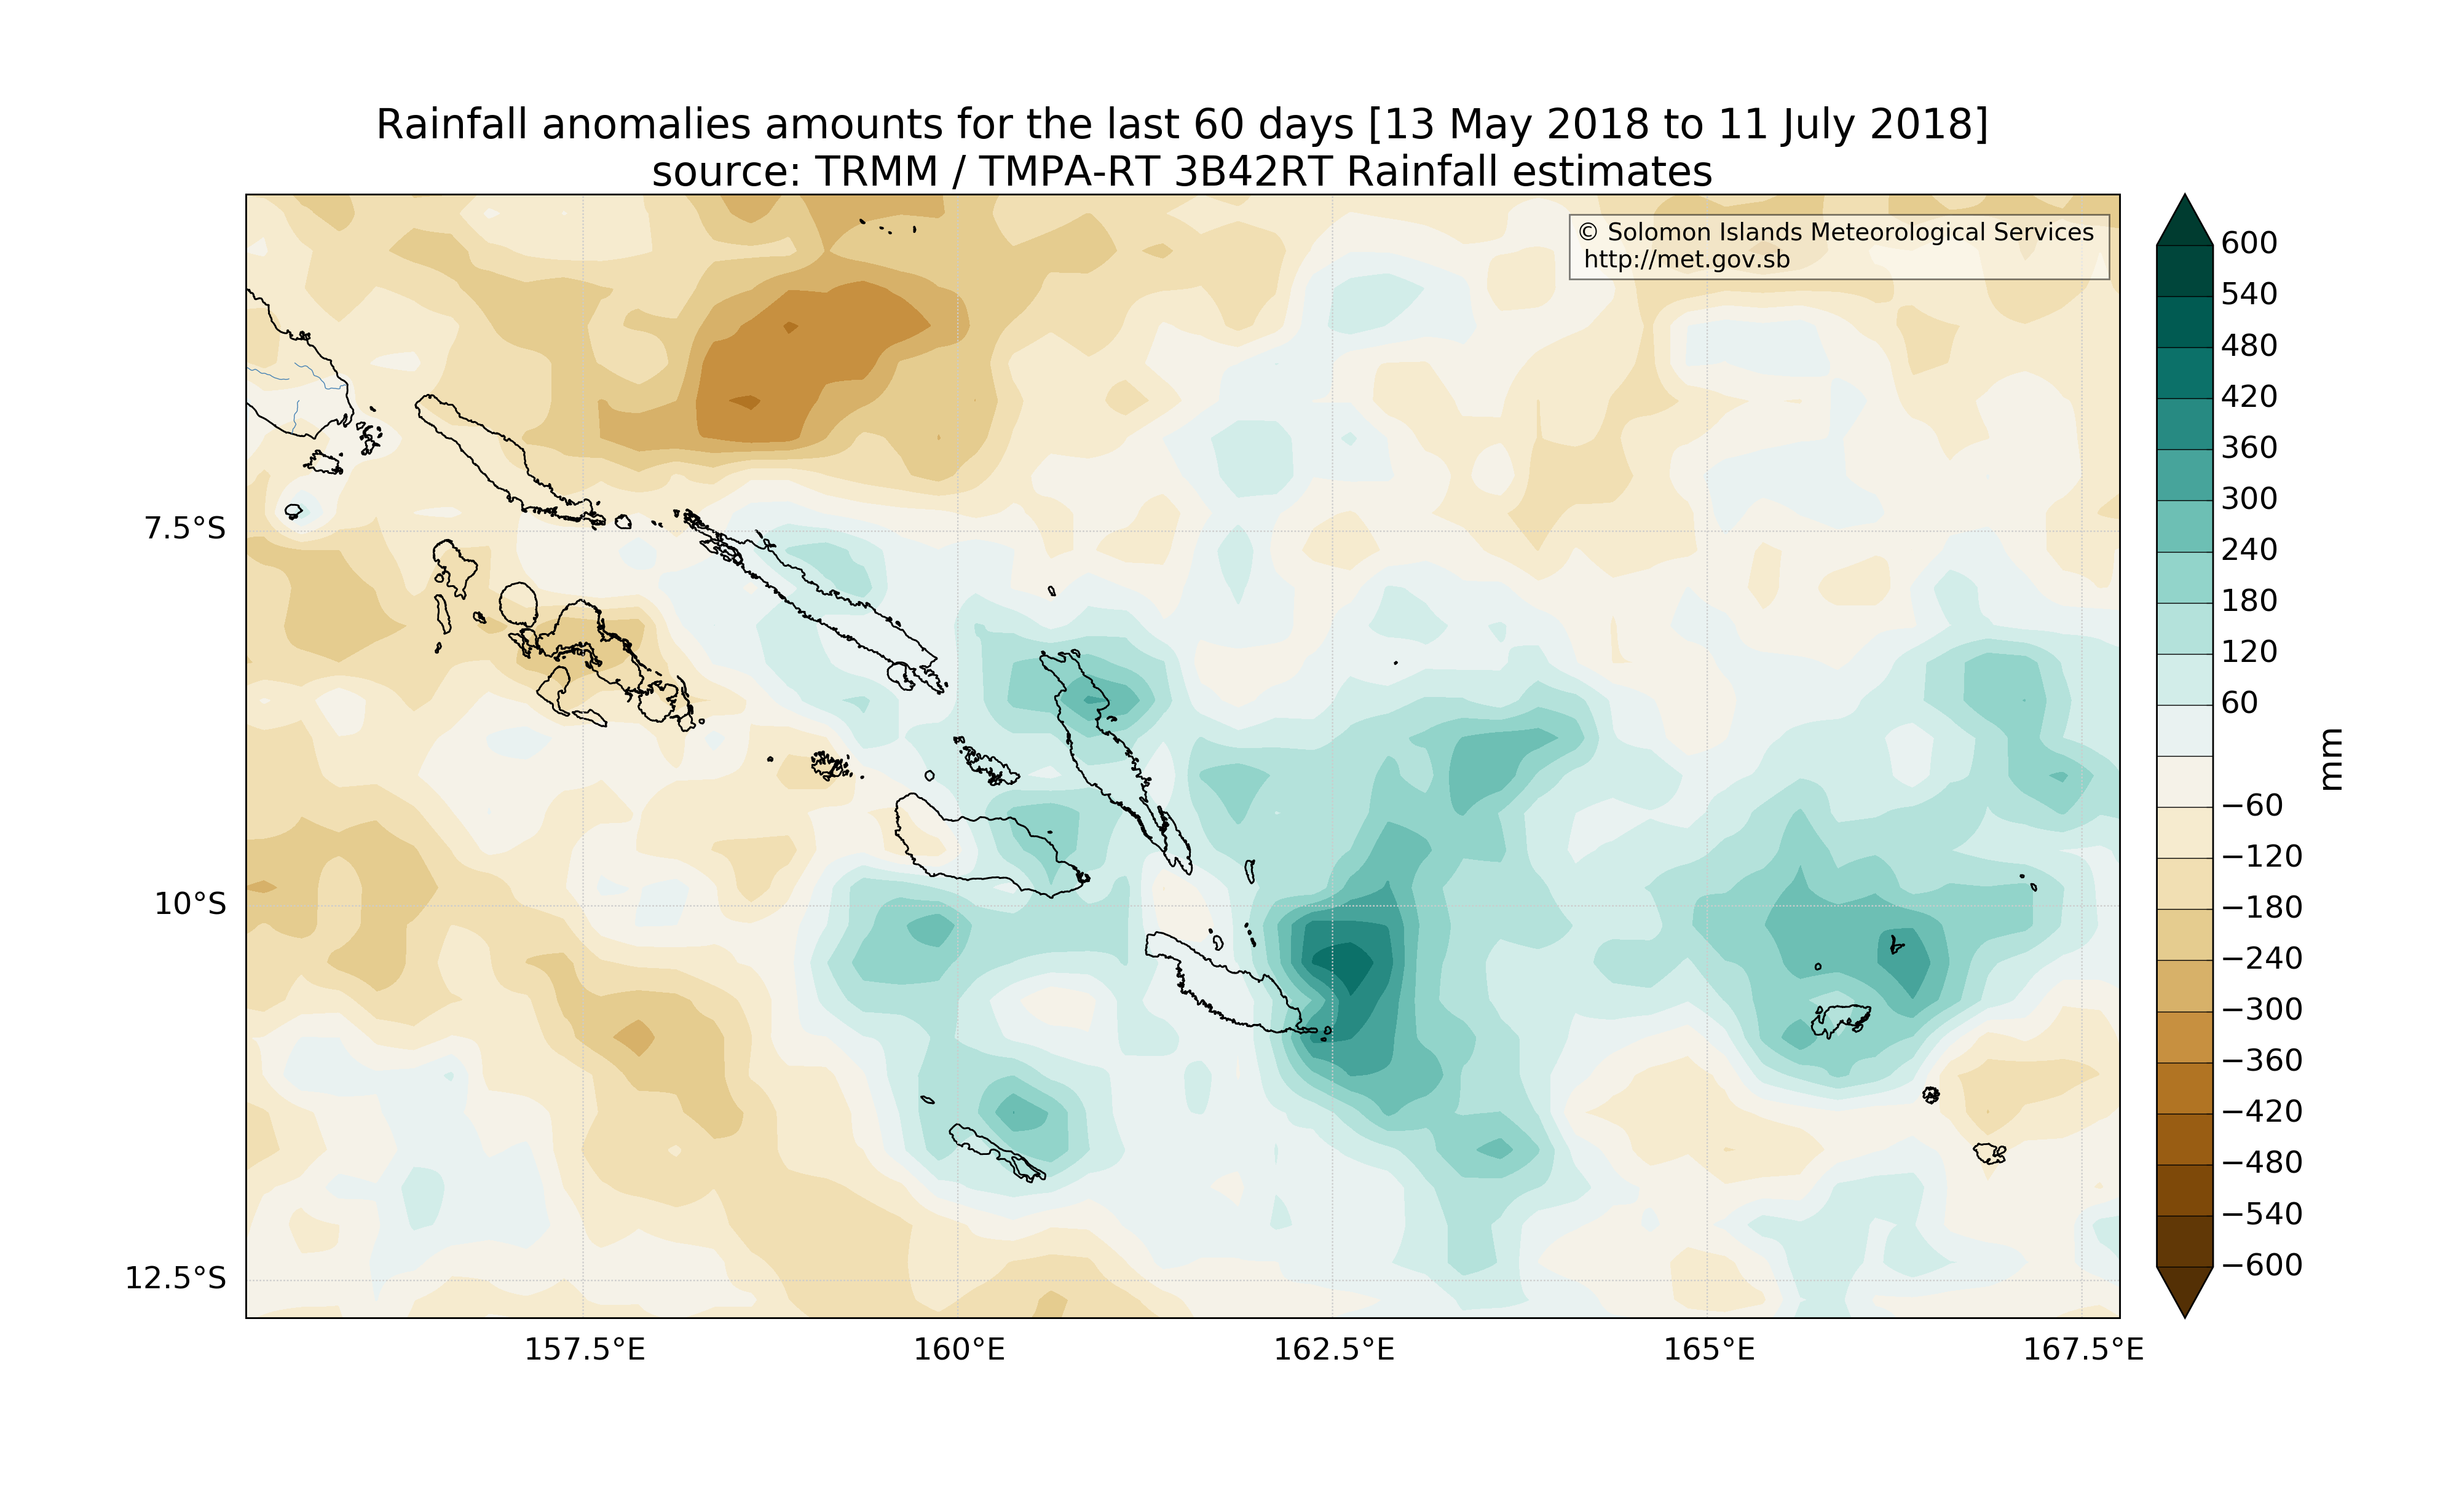 Rainfall anomalies amounts for the last 60 days [13 May 2018 to 11 July 2018]
source: TRMM / TMPA-RT 3B42RT Rainfall estimates
© Solomon Islands Meteorological Services
http://met.gov.sb
7.5°S
10°S
12.5°S
157.5°E
160°E
162.5°E
165°E
167.5°E
600
540
480
420
360
300
240
180
120
60
−60
−120
−180
−240
−300
−360
−420
−480
−540
−600
mm